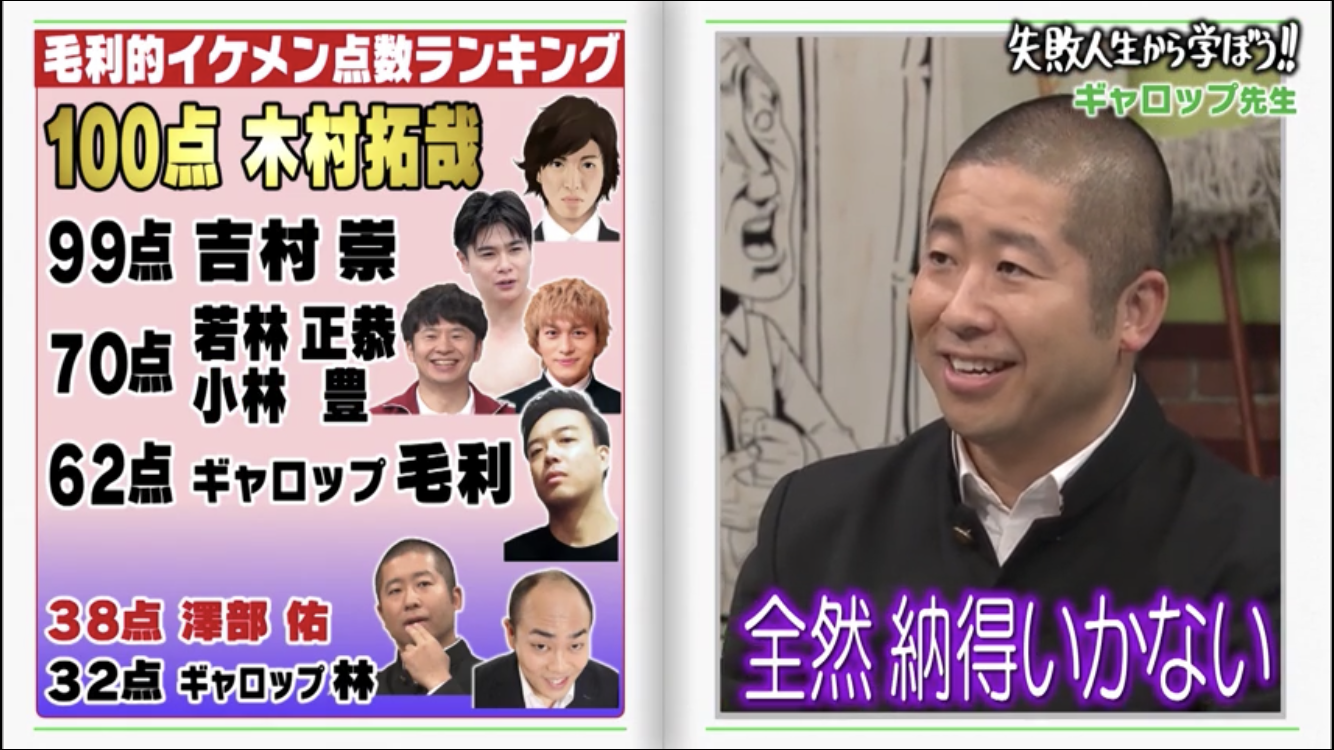 毛利的イケメン点数ランキング
100点 木村拓哉
99点 吉村 崇
70点 若林 正恭
小林 豊
62点 ギャロップ 毛利
38点 澤部 佑
32点 ギャロップ 林
失敗人生から学ぼう!!
ギャロップ先生
全然 納得いかない